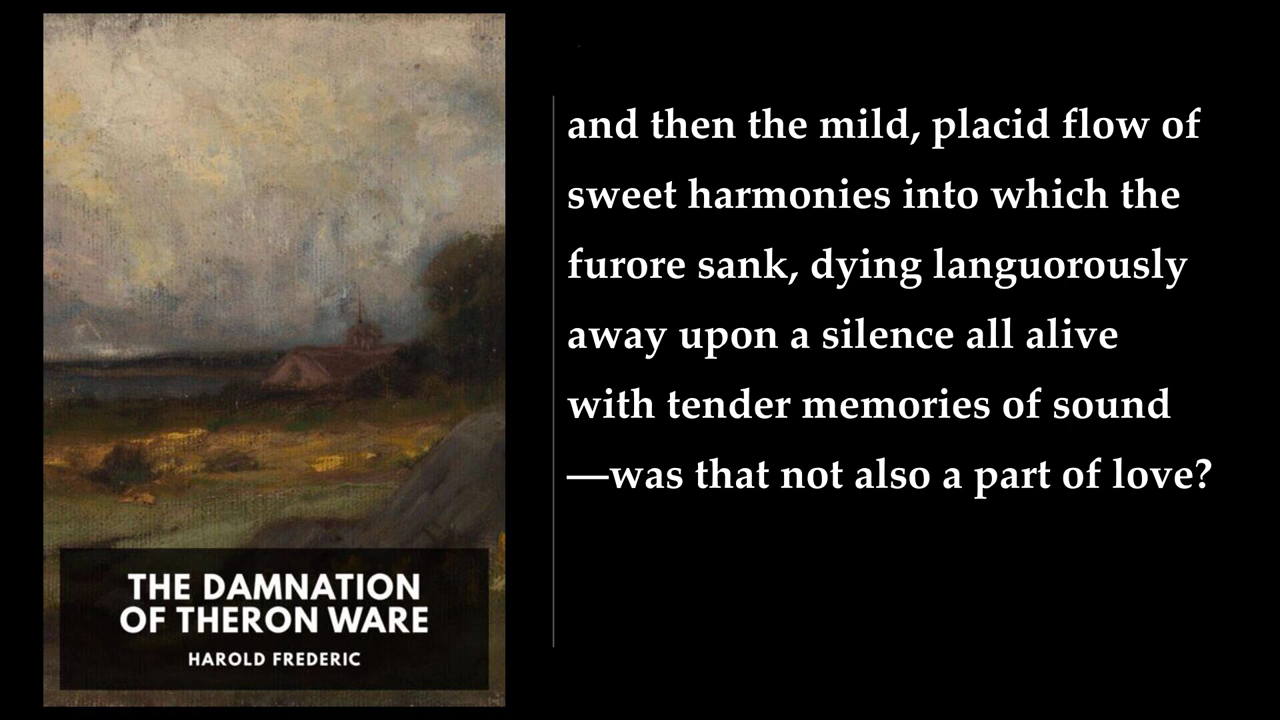 and then the mild, placid flow of
sweet harmonies into which the
furore sank, dying languorously
away upon a silence all alive
with tender memories of sound
—was that not also a part of love?
THE DAMNATION
OF THERON WARE
HAROLD FREDERIC